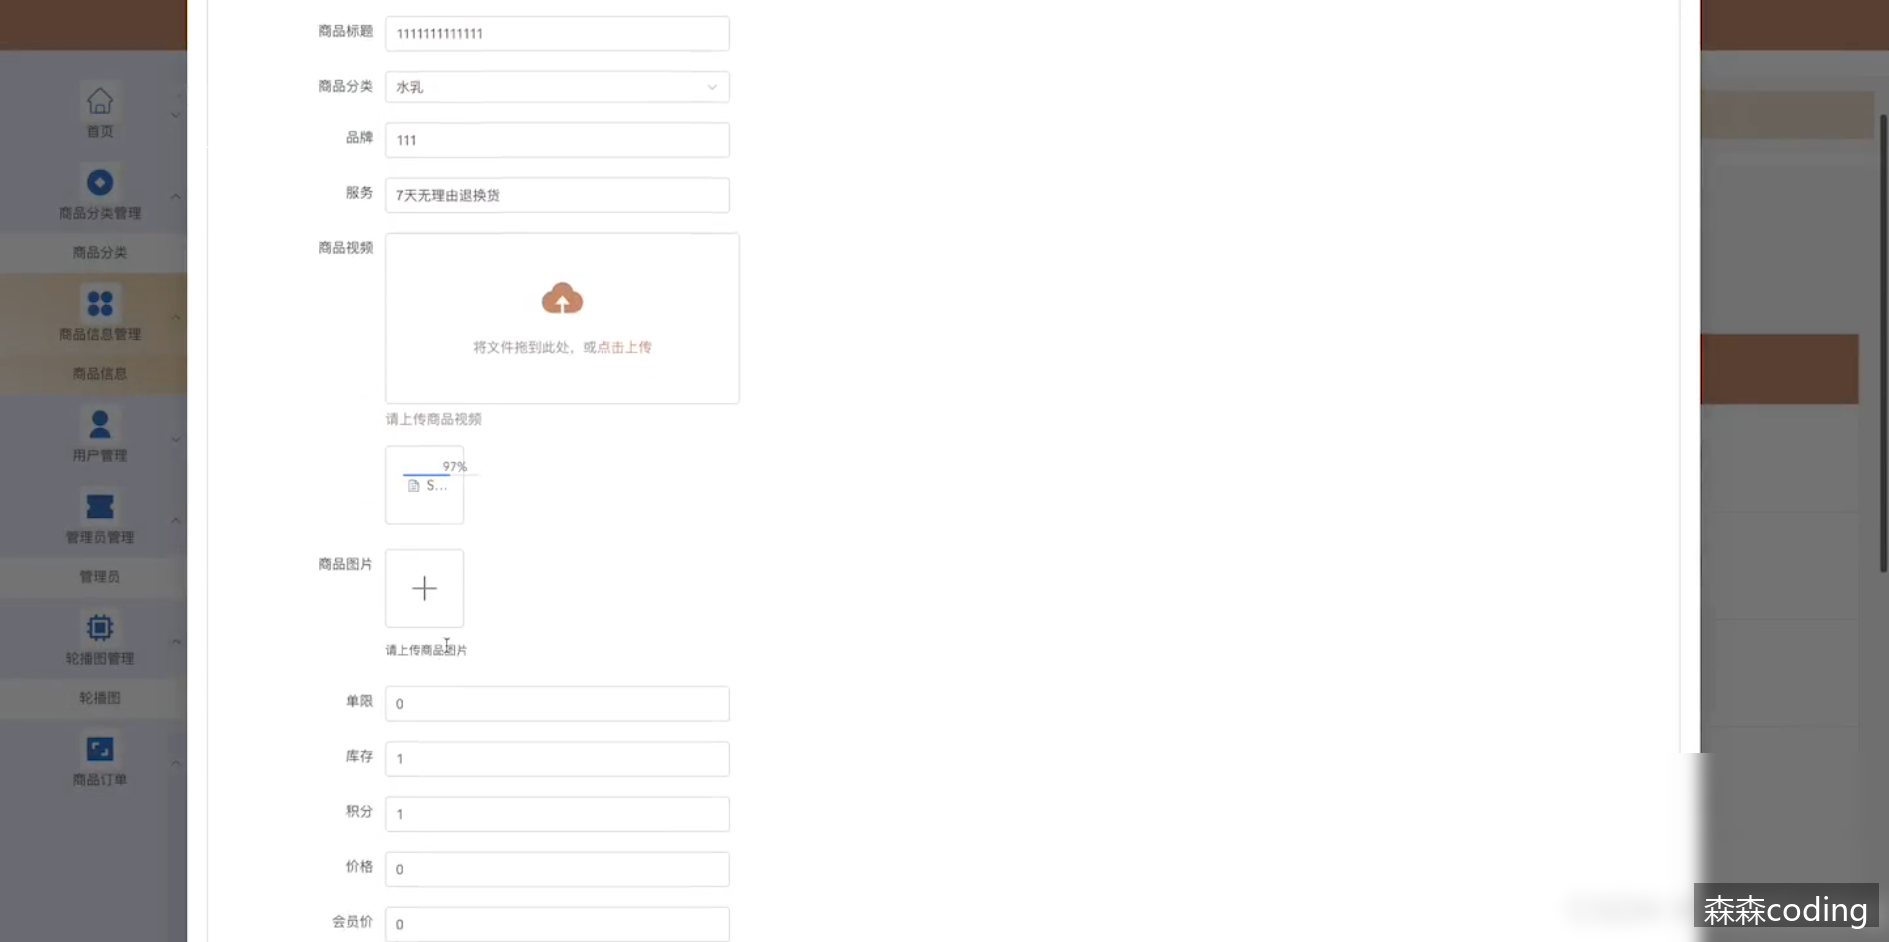 商品标题
1111111111111
商品分类
水乳
品牌
111
服务
7天无理由退换货
商品视频
将文件拖到此处，或点击上传
请上传商品视频
97%
S...
商品图片
请上传商品图片
单限
0
库存
1
积分
1
价格
0
会员价
0
首页
商品分类管理
商品分类
商品信息管理
商品信息
用户管理
管理员管理
管理员
轮播图管理
轮播图
商品订单
森森coding